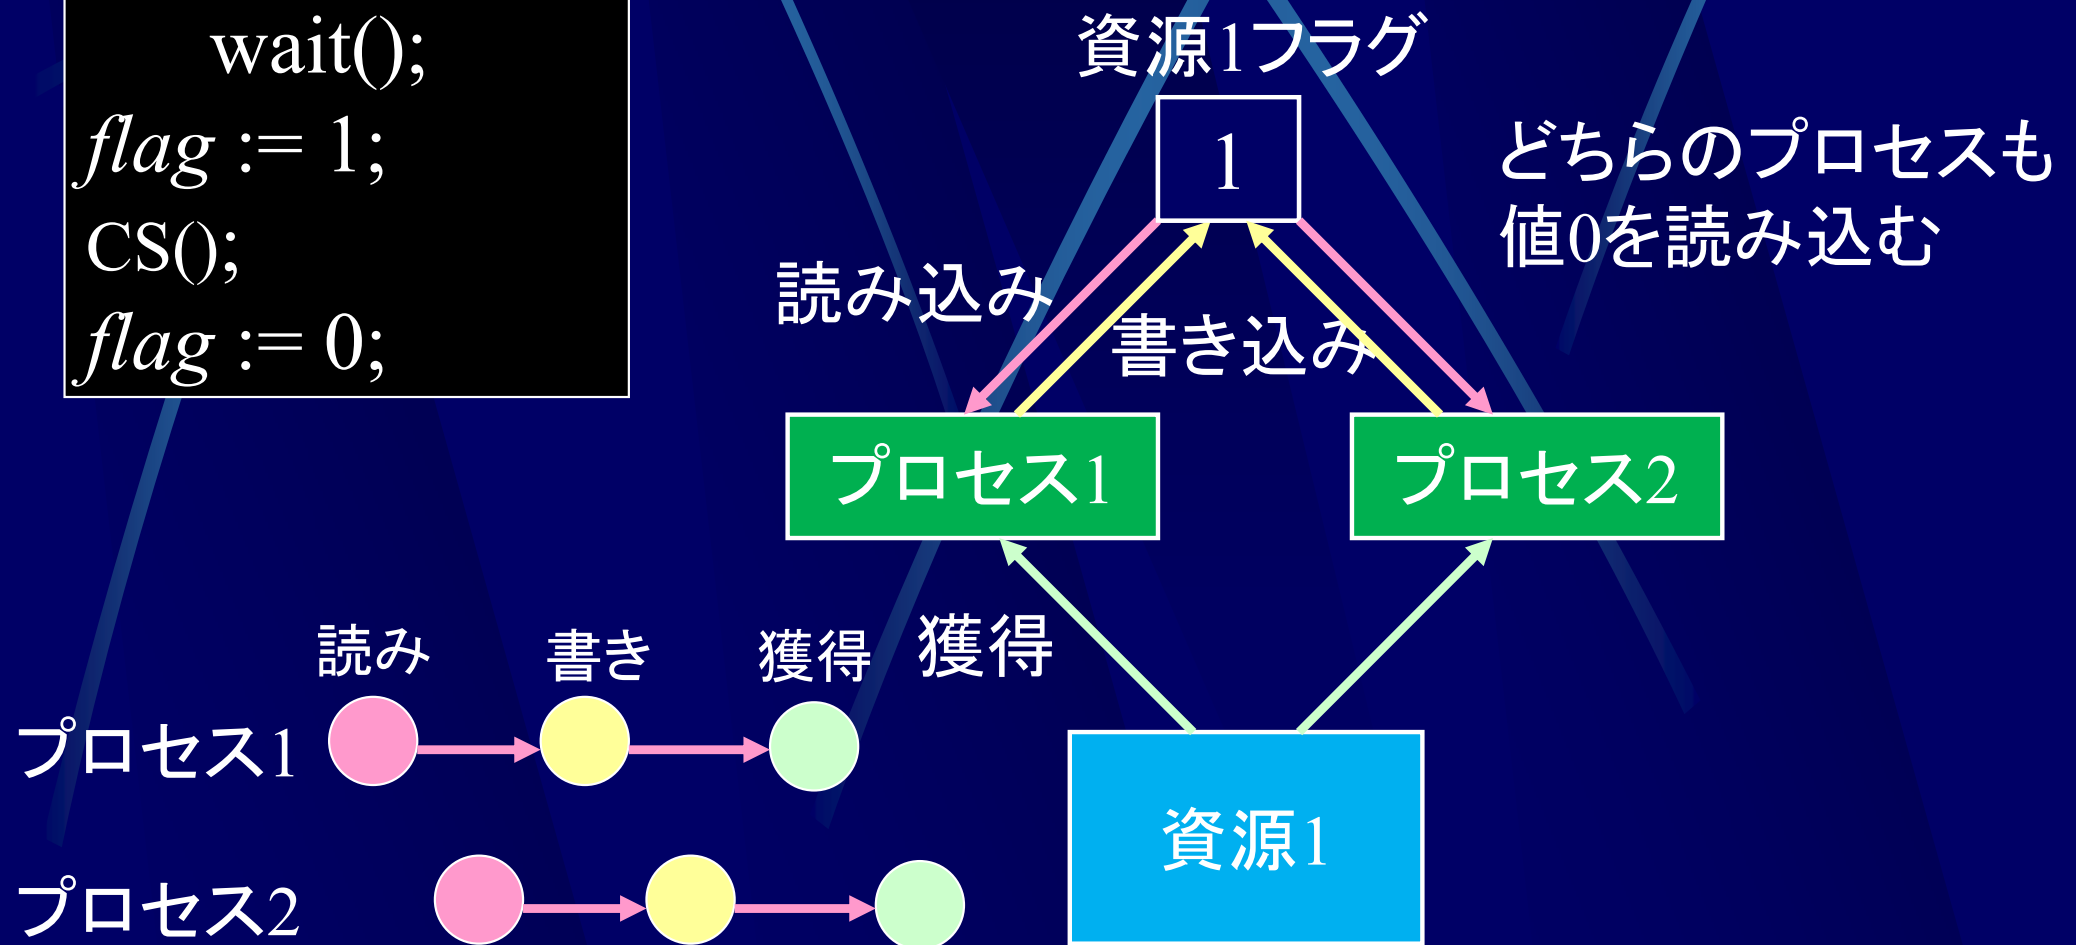 wait();
flag := 1;
CS();
flag := 0;
資源1フラグ
1
どちらのプロセスも
値0を読み込む
読み込み
書き込み
プロセス1
プロセス2
獲得
資源1
読み
書き
獲得
プロセス1
プロセス2